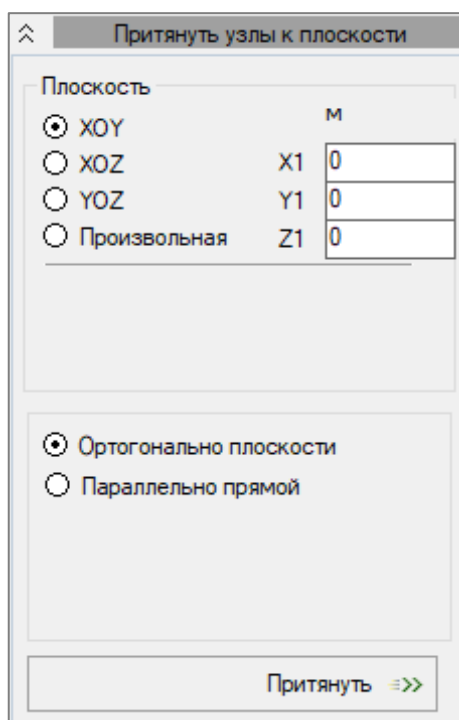 Притянуть узлы к плоскости
Плоскость
м
XOY
XOZ X1 0
YOZ Y1 0
Произвольная Z1 0
Ортогонально плоскости
Параллельно прямой
Притянуть